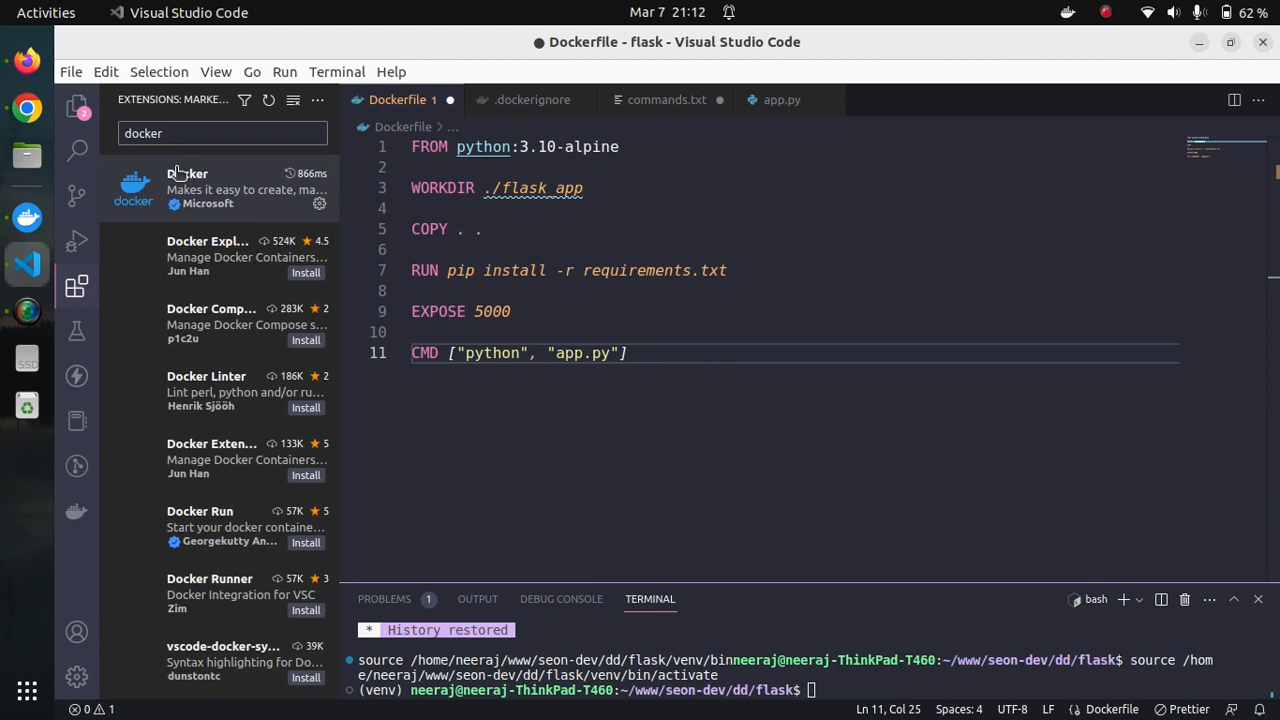 Activities
Visual Studio Code
Mar 7 21:12
62 %
Dockerfile - flask - Visual Studio Code
File Edit Selection View Go Run Terminal Help
2
EXTENSIONS: MARKE...
docker
Docker 866ms
Makes it easy to create, ma...
Microsoft
docker
Docker Expl... 524K 4.5
Manage Docker Containers...
Jun Han Install
Docker Comp... 283K 2
Manage Docker Compose s...
p1c2u Install
Docker Linter 186K 2
Lint perl, python and/or ru...
Henrik Sjööh Install
Docker Exten... 133K 5
Manage Docker Containers...
Jun Han Install
Docker Run 57K 5
Start your docker containe...
Georgekutty An... Install
Docker Runner 57K 3
Docker Integration for VSC
Zim Install
vscode-docker-sy... 39K
Syntax highlighting for Do...
dunstontc Install
Dockerfile 1 .dockerignore commands.txt app.py
Dockerfile > ...
1 FROM python:3.10-alpine
2
3 WORKDIR ./flask_app
4
5 COPY . .
6
7 RUN pip install -r requirements.txt
8
9 EXPOSE 5000
10
11 CMD ["python", "app.py"]
PROBLEMS 1 OUTPUT DEBUG CONSOLE TERMINAL
bash
* History restored
source /home/neeraj/www/seon-dev/dd/flask/venv/binneeraj@neeraj-ThinkPad-T460:~/www/seon-dev/dd/flask$ source /hom
e/neeraj/www/seon-dev/dd/flask/venv/bin/activate
(venv) neeraj@neeraj-ThinkPad-T460:~/www/seon-dev/dd/flask$
0 1 Ln 11, Col 25 Spaces: 4 UTF-8 LF {} Dockerfile Prettier